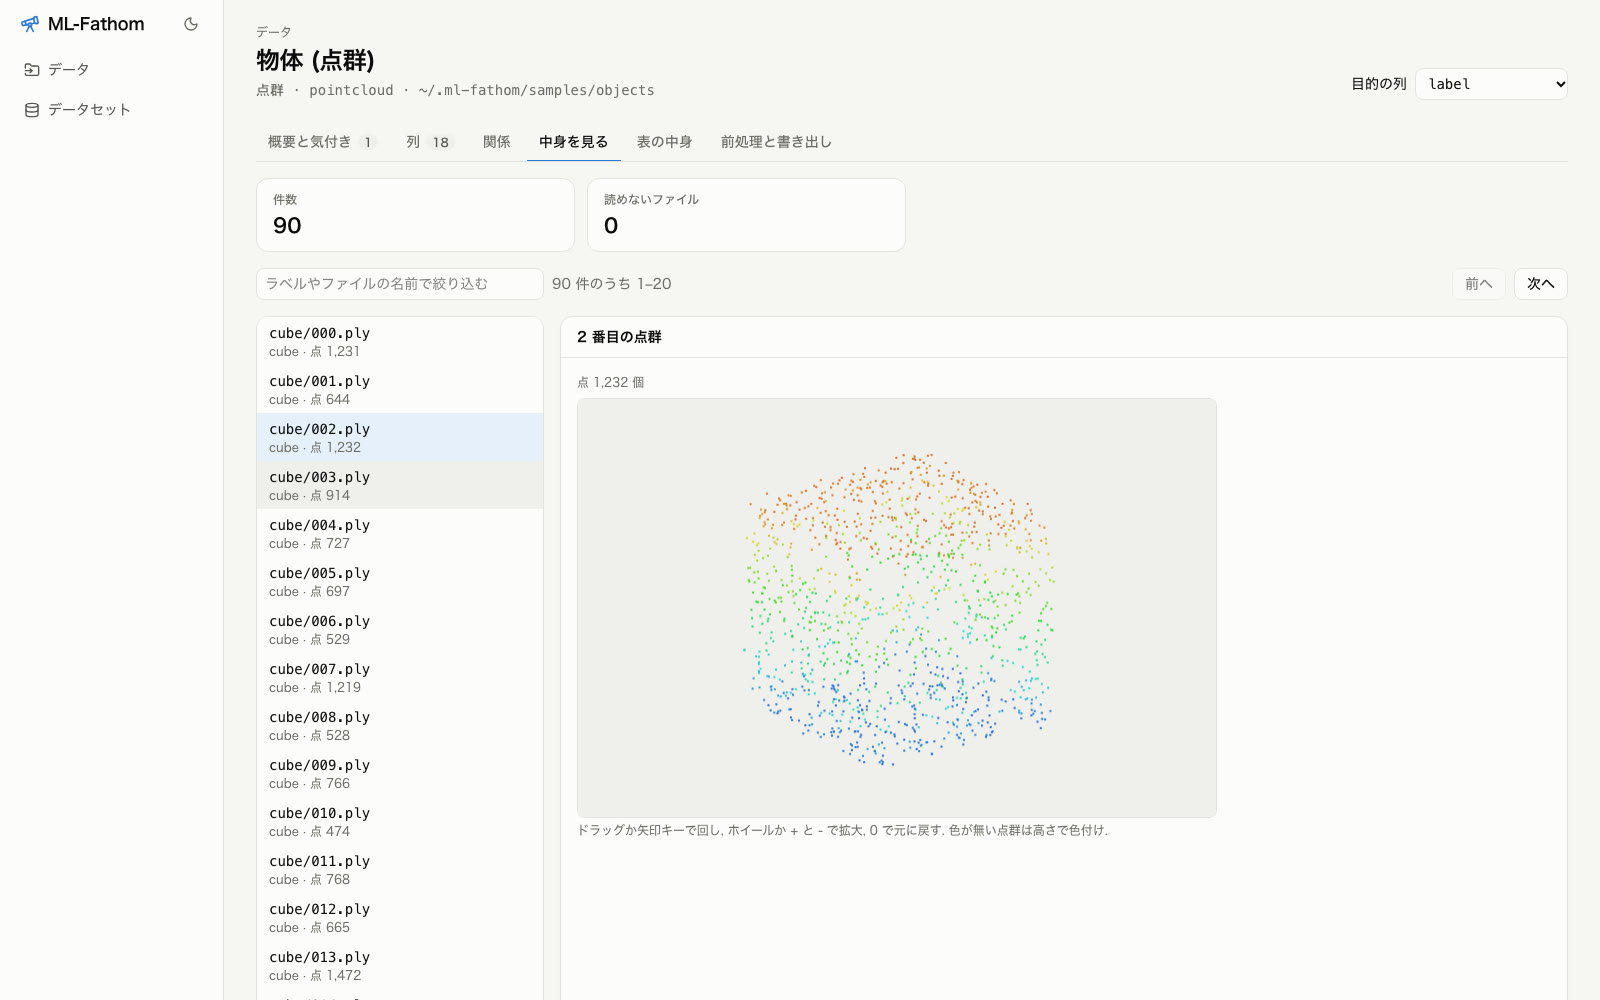 ML-Fathom
データ
データセット
データ
物体 (点群)
点群 · pointcloud · ~/.ml-fathom/samples/objects
目的の列 label
概要と気付き 1 列 18 関係 中身を見る 表の中身 前処理と書き出し
件数
90
読めないファイル
0
ラベルやファイルの名前で絞り込む 90 件のうち 1–20 前へ 次へ
cube/000.ply
cube · 点 1,231
cube/001.ply
cube · 点 644
cube/002.ply
cube · 点 1,232
cube/003.ply
cube · 点 914
cube/004.ply
cube · 点 727
cube/005.ply
cube · 点 697
cube/006.ply
cube · 点 529
cube/007.ply
cube · 点 1,219
cube/008.ply
cube · 点 528
cube/009.ply
cube · 点 766
cube/010.ply
cube · 点 474
cube/011.ply
cube · 点 768
cube/012.ply
cube · 点 665
cube/013.ply
cube · 点 1,472
2 番目の点群
点 1,232 個
ドラッグか矢印キーで回し, ホイールか + と - で拡大, 0 で元に戻す. 色が無い点群は高さで色付け.